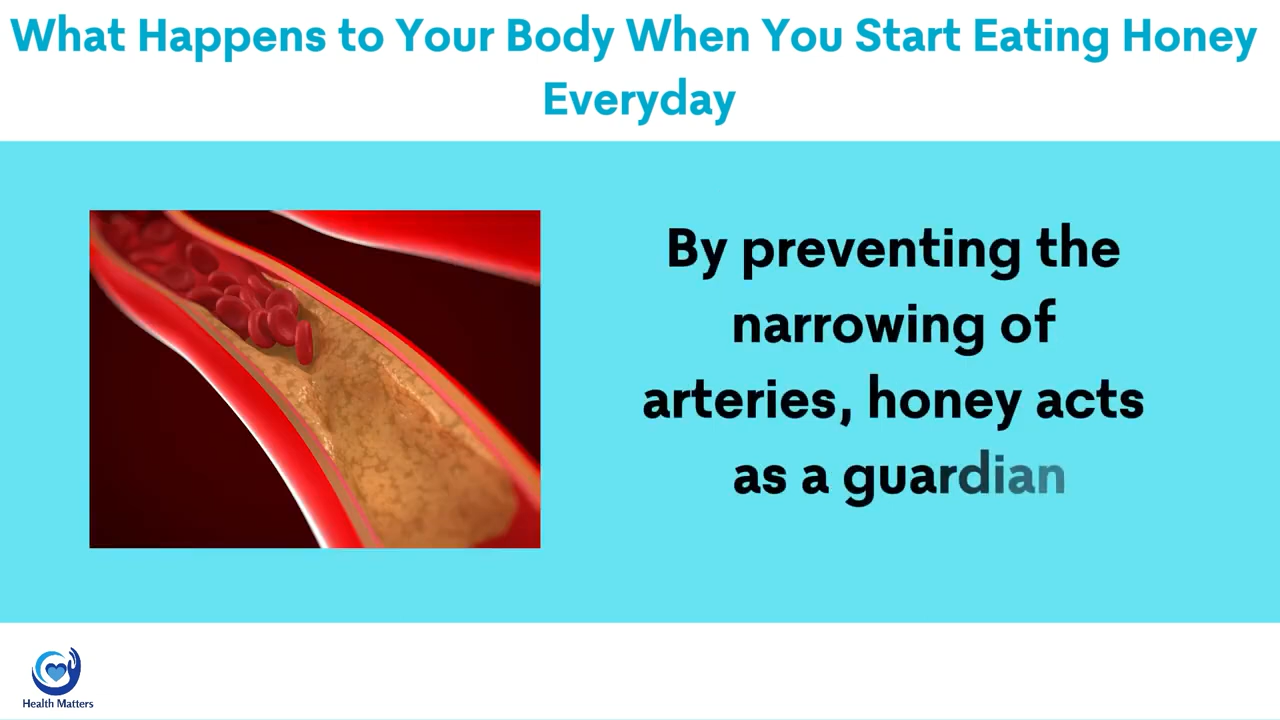 What Happens to Your Body When You Start Eating Honey
Everyday
By preventing the
narrowing of
arteries, honey acts
as a guardian
Health Matters